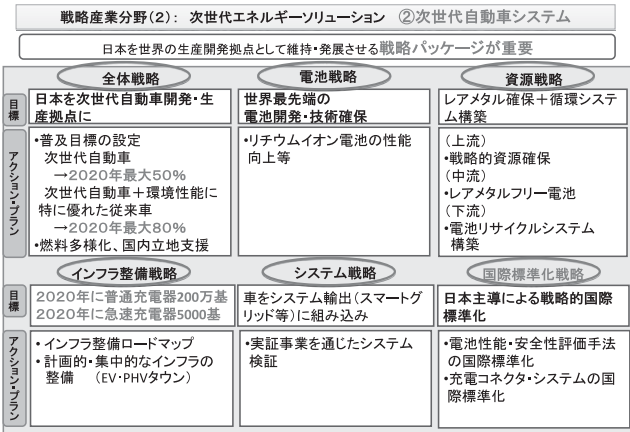 戦略産業分野(2): 次世代エネルギーソリューション ②次世代自動車システム
日本を世界の生産開発拠点として維持・発展させる戦略パッケージが重要
全体戦略
目標
日本を次世代自動車開発・生
産拠点に
アクション・プラン
・普及目標の設定
次世代自動車
→2020年最大50%
次世代自動車+環境性能に
特に優れた従来車
→2020年最大80%
・燃料多様化、国内立地支援
電池戦略
世界最先端の
電池開発・技術確保
・リチウムイオン電池の性能
向上等
資源戦略
レアメタル確保+循環システ
ム構築
(上流)
・戦略的資源確保
(中流)
・レアメタルフリー電池
(下流)
・電池リサイクルシステム
構築
インフラ整備戦略
目標
2020年に普通充電器200万基
2020年に急速充電器5000基
アクション・プラン
・インフラ整備ロードマップ
・計画的・集中的なインフラの
整備 (EV・PHVタウン)
システム戦略
車をシステム輸出(スマートグ
リッド等)に組み込み
・実証事業を通じたシステム
検証
国際標準化戦略
日本主導による戦略的国際
標準化
・電池性能・安全性評価手法
の国際標準化
・充電コネクタ・システムの国
際標準化